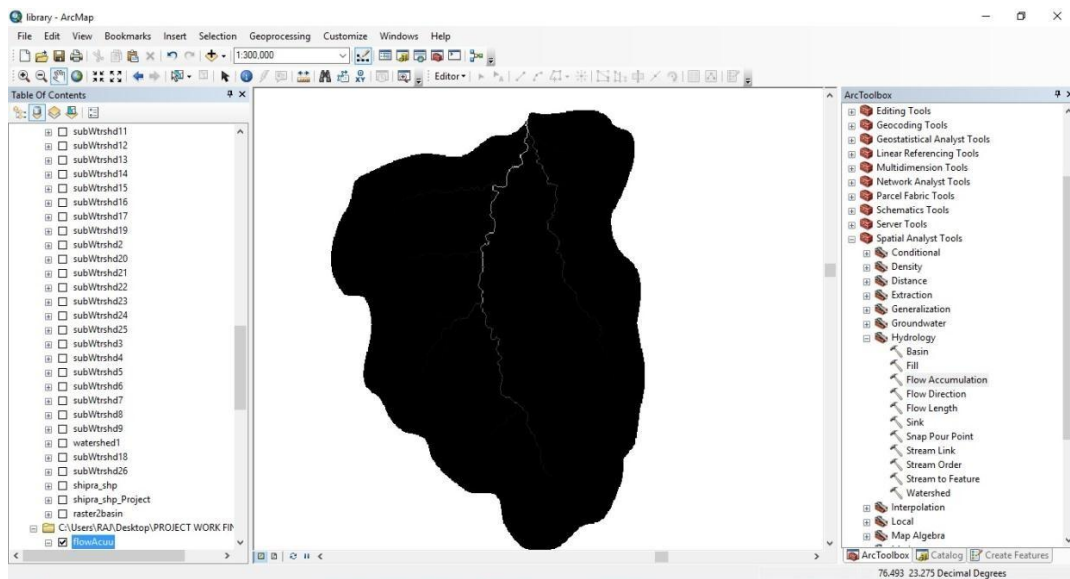 library - ArcMap
File Edit View Bookmarks Insert Selection Geoprocessing Customize Windows Help
1:300,000
Editor
Table Of Contents
subWtrshd11
subWtrshd12
subWtrshd13
subWtrshd14
subWtrshd15
subWtrshd16
subWtrshd17
subWtrshd19
subWtrshd2
subWtrshd20
subWtrshd21
subWtrshd22
subWtrshd23
subWtrshd24
subWtrshd25
subWtrshd3
subWtrshd4
subWtrshd5
subWtrshd6
subWtrshd7
subWtrshd8
subWtrshd9
watershed1
subWtrshd18
subWtrshd26
shipra_shp
shipra_shp_Project
raster2basin
C:\Users\RAJ\Desktop\PROJECT WORK FIN
flowAcuu
ArcToolbox
Editing Tools
Geocoding Tools
Geostatistical Analyst Tools
Linear Referencing Tools
Multidimension Tools
Network Analyst Tools
Parcel Fabric Tools
Schematics Tools
Server Tools
Spatial Analyst Tools
Conditional
Density
Distance
Extraction
Generalization
Groundwater
Hydrology
Basin
Fill
Flow Accumulation
Flow Direction
Flow Length
Sink
Snap Pour Point
Stream Link
Stream Order
Stream to Feature
Watershed
Interpolation
Local
Map Algebra
ArcToolbox Catalog Create Features
76.493 23.275 Decimal Degrees